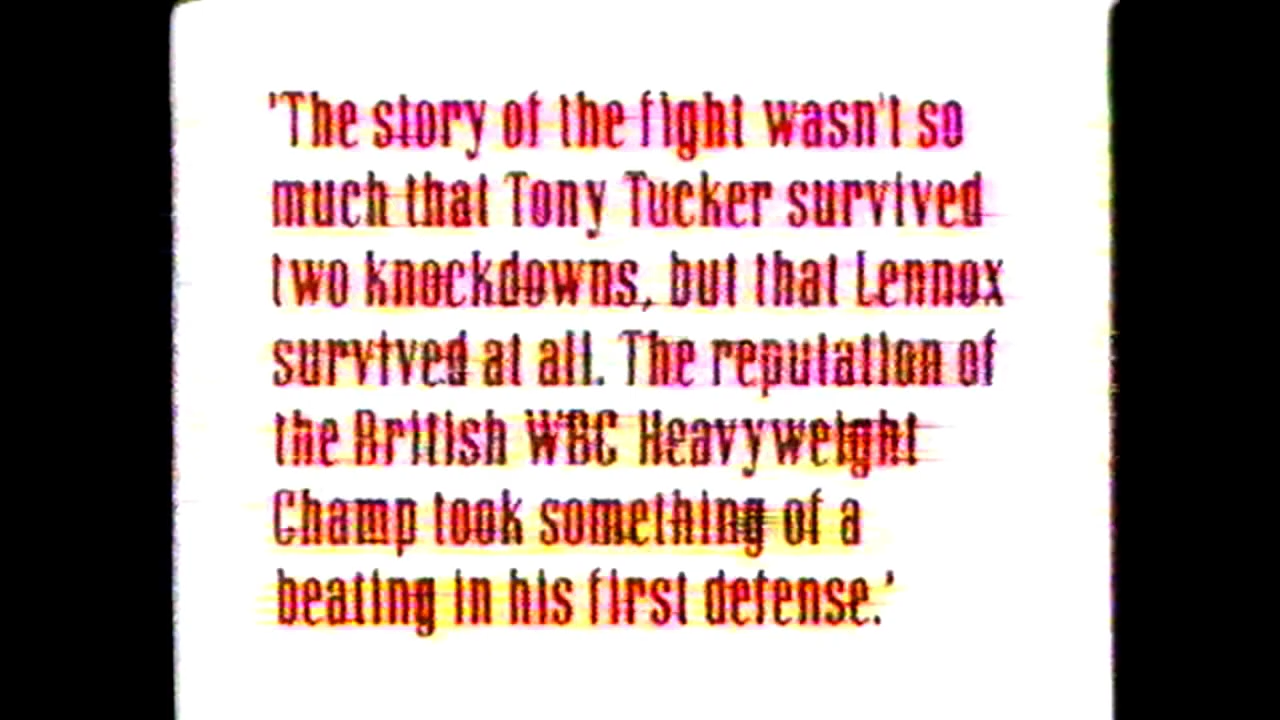 'The story of the fight wasn't so
much that Tony Tucker survived
two knockdowns, but that Lennox
survived at all. The reputation of
the British WBC Heavyweight
Champ took something of a
beating in his first defense.'